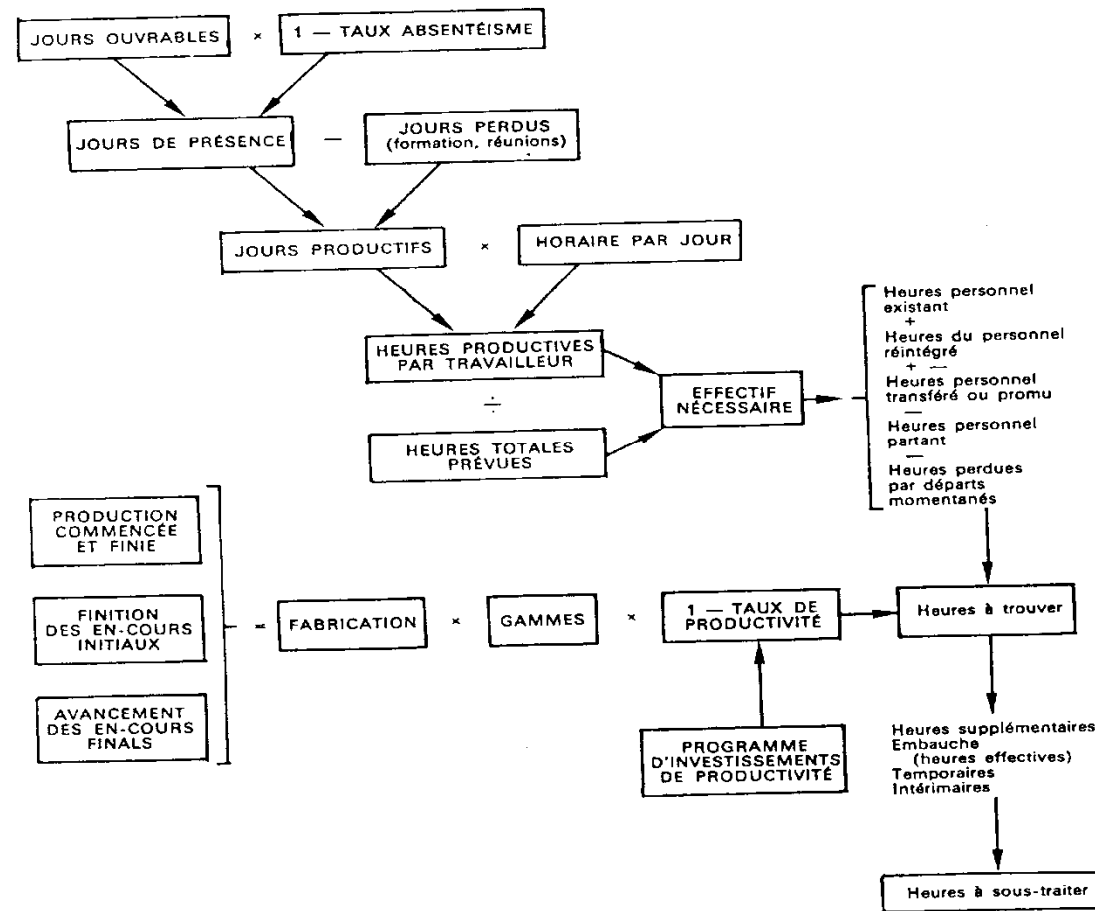 JOURS OUVRABLES × 1 — TAUX ABSENTÉISME
JOURS DE PRÉSENCE — JOURS PERDUS
(formation, réunions)
JOURS PRODUCTIFS × HORAIRE PAR JOUR
HEURES PRODUCTIVES
PAR TRAVAILLEUR
÷
HEURES TOTALES
PRÉVUES
EFFECTIF
NÉCESSAIRE
Heures personnel
existant
+
Heures du personnel
réintégré
+ —
Heures personnel
transféré ou promu
—
Heures personnel
partant
—
Heures perdues
par départs
momentanés
PRODUCTION
COMMENCÉE
ET FINIE
FINITION
DES EN-COURS
INITIAUX
AVANCEMENT
DES EN-COURS
FINALS
= FABRICATION × GAMMES ×
1 — TAUX DE
PRODUCTIVITÉ
Heures à trouver
PROGRAMME
D'INVESTISSEMENTS
DE PRODUCTIVITÉ
Heures supplémentaires
Embauche
(heures effectives)
Temporaires
Intérimaires
Heures à sous-traiter